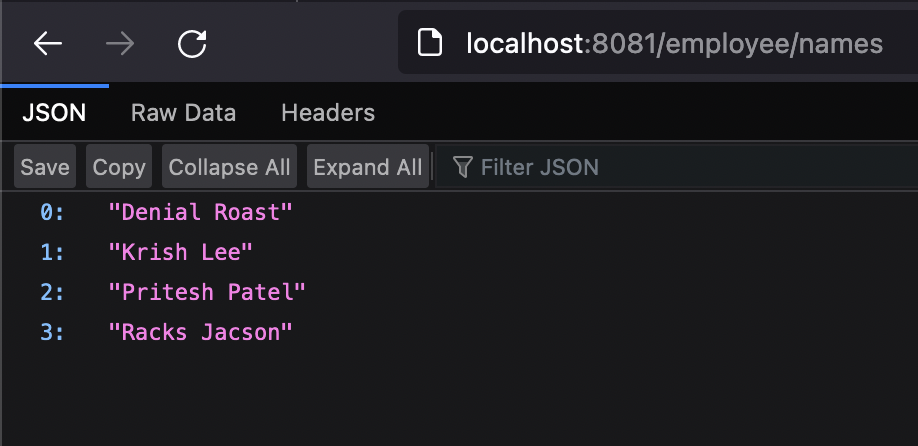 localhost:8081/employee/names
JSON Raw Data Headers
Save Copy Collapse All Expand All Filter JSON
0: "Denial Roast"
1: "Krish Lee"
2: "Pritesh Patel"
3: "Racks Jacson"